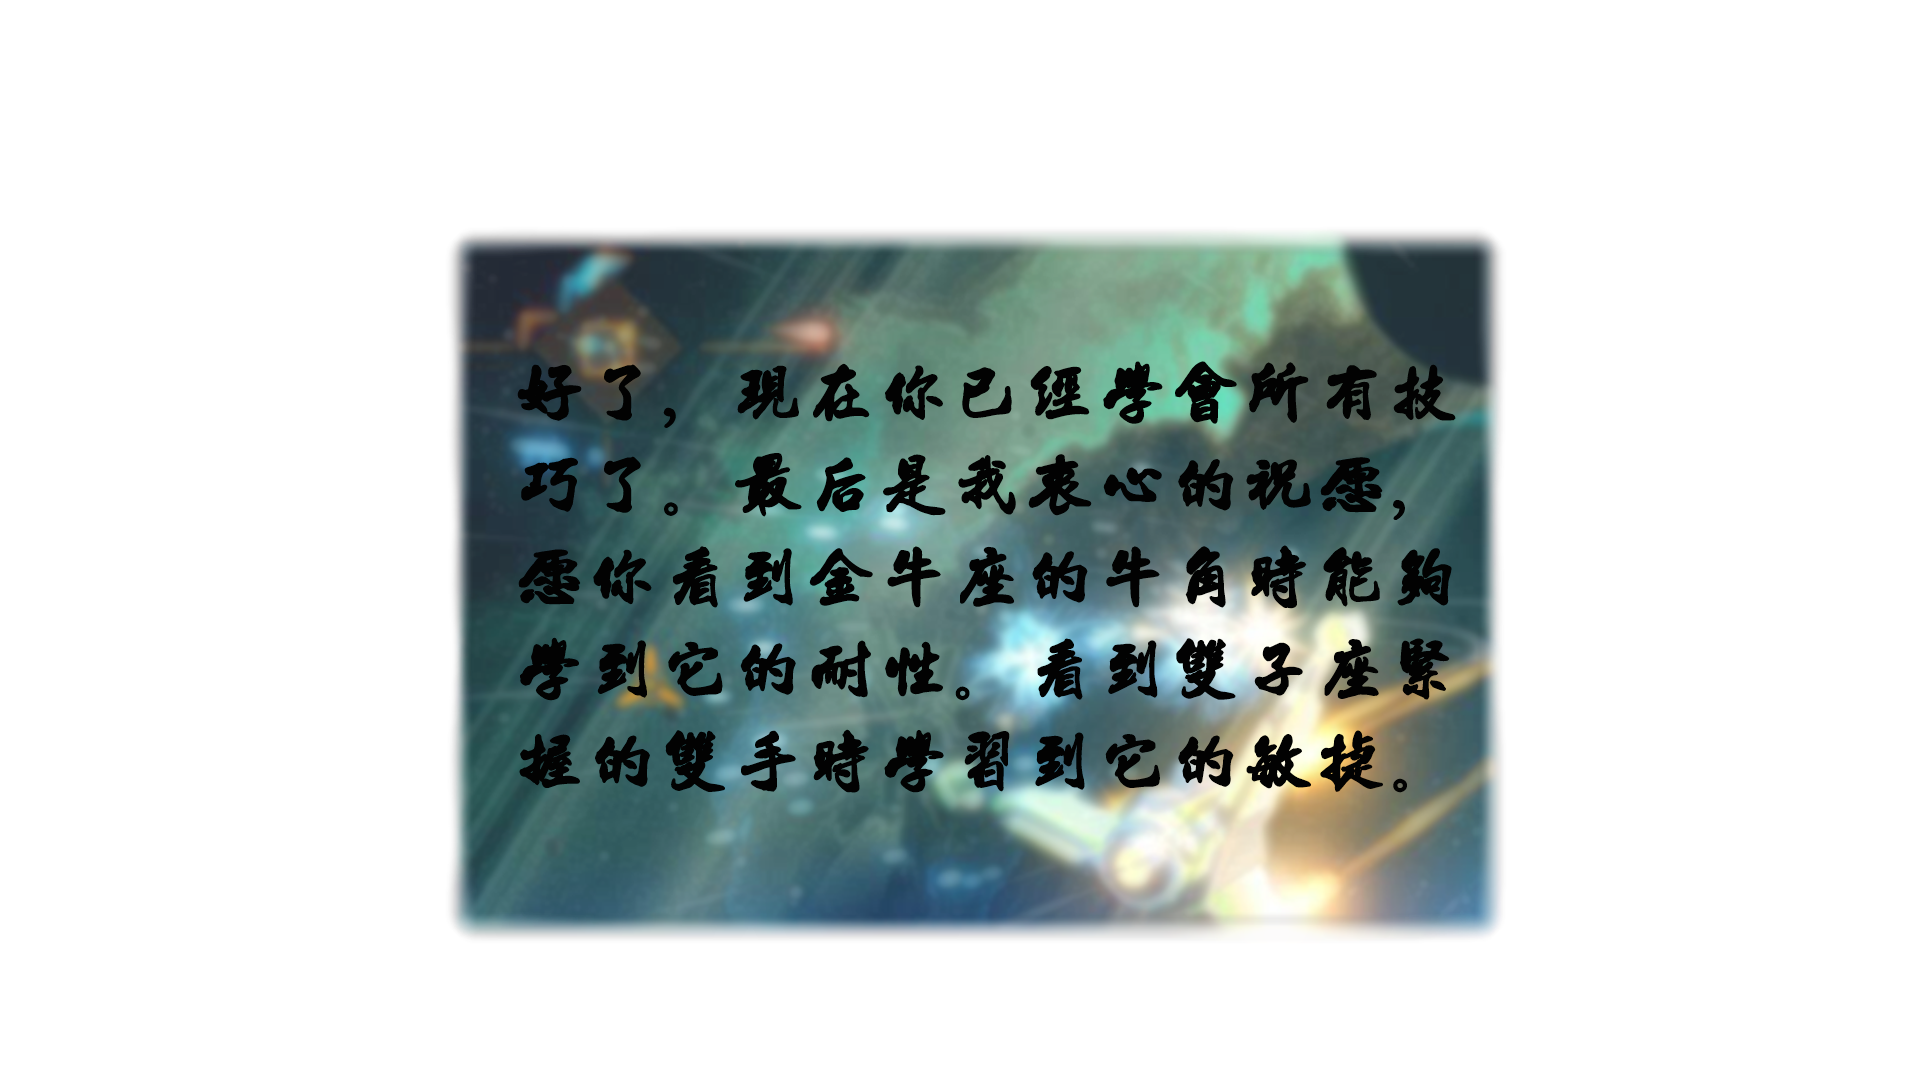 好了，現在你已經學會所有技
巧了。最后是我衷心的祝愿，
愿你看到金牛座的牛角時能夠
學到它的耐性。看到雙子座緊
握的雙手時學習到它的敏捷。